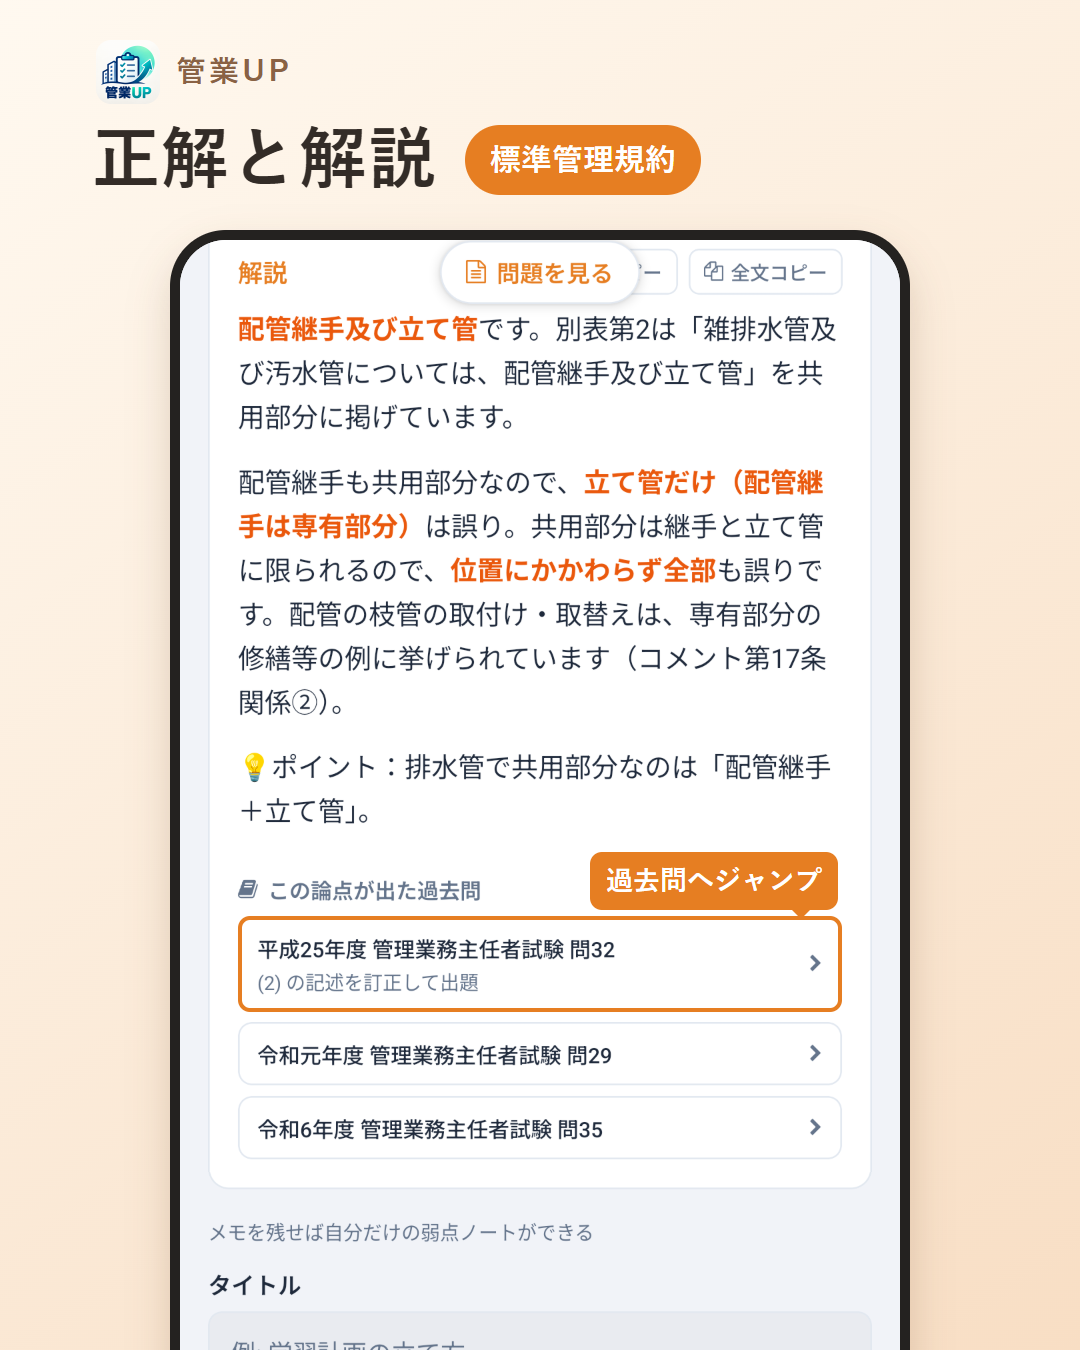 管業UP
管業UP
正解と解説
標準管理規約
解説
問題を見る
ピー
全文コピー
配管継手及び立て管です。別表第2は「雑排水管及
び汚水管については、配管継手及び立て管」を共
用部分に掲げています。
配管継手も共用部分なので、立て管だけ（配管継
手は専有部分）は誤り。共用部分は継手と立て管
に限られるので、位置にかかわらず全部も誤りで
す。配管の枝管の取付け・取替えは、専有部分の
修繕等の例に挙げられています（コメント第17条
関係②）。
💡ポイント：排水管で共用部分なのは「配管継手
＋立て管」。
この論点が出た過去問
過去問へジャンプ
平成25年度 管理業務主任者試験 問32
(2) の記述を訂正して出題
令和元年度 管理業務主任者試験 問29
令和6年度 管理業務主任者試験 問35
メモを残せば自分だけの弱点ノートができる
タイトル
例: 学習計画の立て方